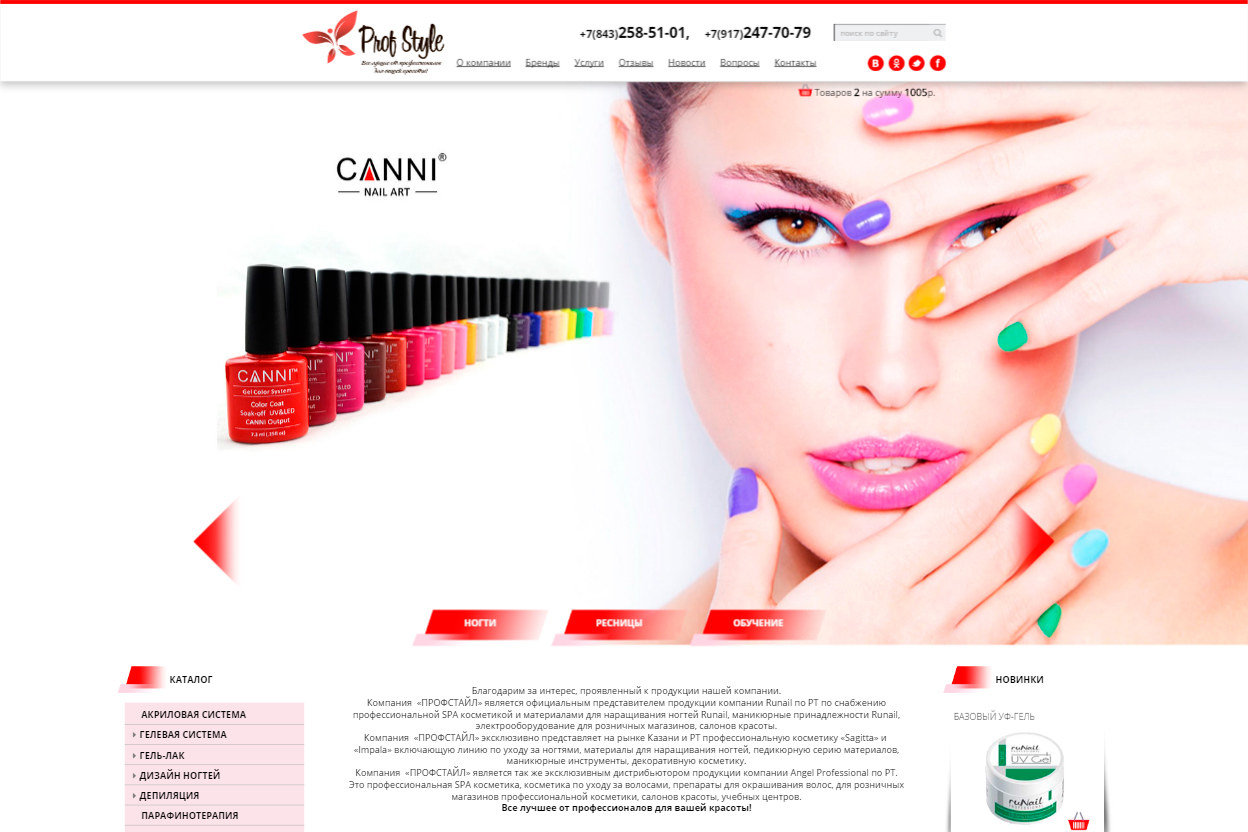 Prof Style
Все лучшее от профессионалов
для вашей красоты!
+7(843)258-51-01, +7(917)247-70-79
поиск по сайту
О компании Бренды Услуги Отзывы Новости Вопросы Контакты
Товаров 2 на сумму 1005р.
CANNI®
NAIL ART
CANNI™
Gel Color System
Color Coat
Soak-off UV&LED
CANNI Output
7.3 ml (.25fl oz)
НОГТИ РЕСНИЦЫ ОБУЧЕНИЕ
КАТАЛОГ
АКРИЛОВАЯ СИСТЕМА
ГЕЛЕВАЯ СИСТЕМА
ГЕЛЬ-ЛАК
ДИЗАЙН НОГТЕЙ
ДЕПИЛЯЦИЯ
ПАРАФИНОТЕРАПИЯ
Благодарим за интерес, проявленный к продукции нашей компании.
Компания «ПРОФСТАЙЛ» является официальным представителем продукции компании Runail по РТ по снабжению
профессиональной SPA косметикой и материалами для наращивания ногтей Runail, маникюрные принадлежности Runail,
электрооборудование для розничных магазинов, салонов красоты.
Компания «ПРОФСТАЙЛ» эксклюзивно представляет на рынке Казани и РТ профессиональную косметику «Sagitta» и
«Impala» включающую линию по уходу за ногтями, материалы для наращивания ногтей, педикюрную серию материалов,
маникюрные инструменты, декоративную косметику.
Компания «ПРОФСТАЙЛ» является так же эксклюзивным дистрибьютором продукции компании Angel Professional по РТ.
Это профессиональная SPA косметика, косметика по уходу за волосами, препараты для окрашивания волос, для розничных
магазинов профессиональной косметики, салонов красоты, учебных центров.
Все лучшее от профессионалов для вашей красоты!
НОВИНКИ
БАЗОВЫЙ УФ-ГЕЛЬ
ruNail
UV Gel
ruNail